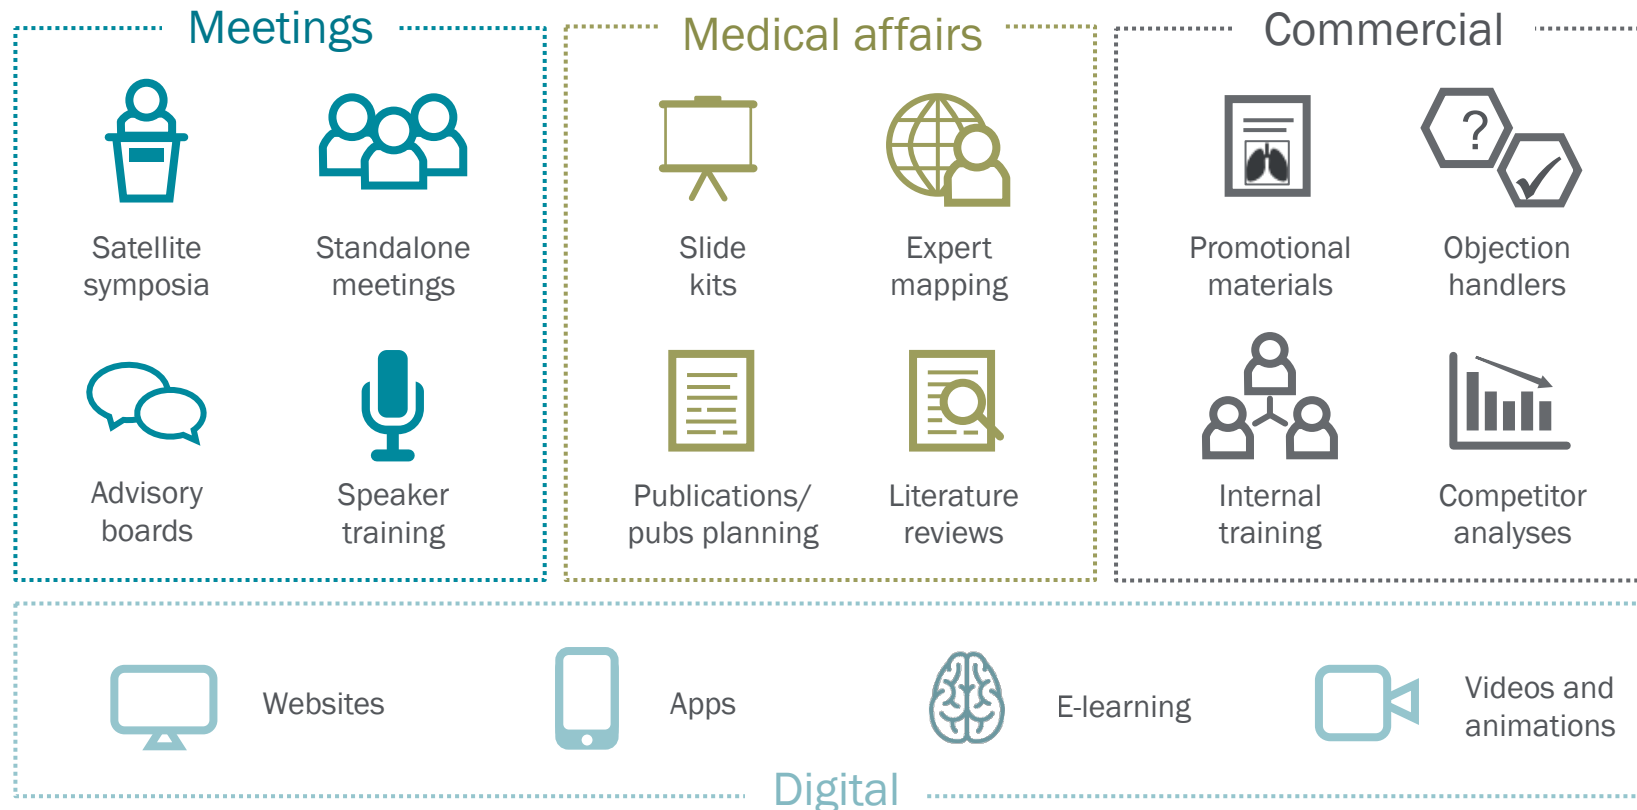 Meetings
Satellite
symposia
Standalone
meetings
Advisory
boards
Speaker
training
Medical affairs
Slide
kits
Expert
mapping
Publications/
pubs planning
Literature
reviews
Commercial
Promotional
materials
?
Objection
handlers
Internal
training
Competitor
analyses
Websites
Apps
E-learning
Videos and
animations
Digital